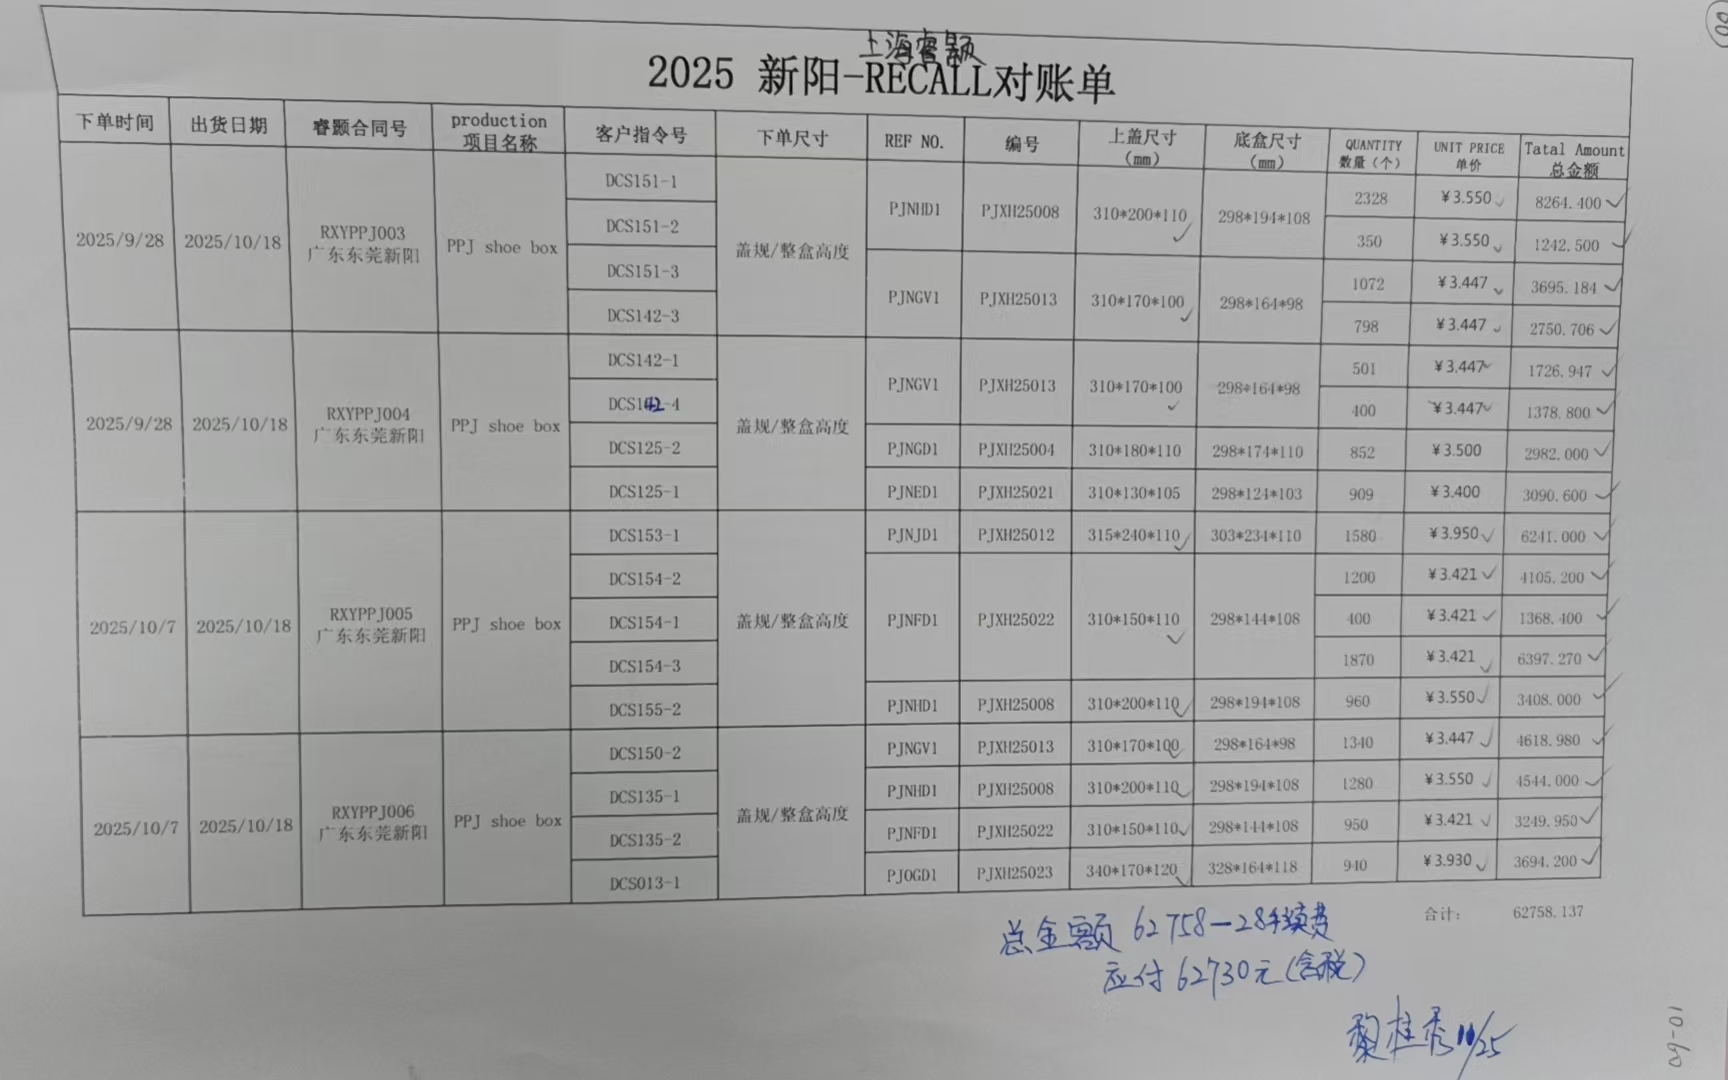 上海睿颢
2025 新阳-RECALL对账单
下单时间 出货日期 睿颢合同号 production 项目名称 客户指令号 下单尺寸 REF NO. 编号 上盖尺寸 (mm) 底盒尺寸 (mm) QUANTITY 数量(个) UNIT PRICE 单价 Tatal Amount 总金额
2025/9/28 2025/10/18 RXYPPJ003 广东东莞新阳 PPJ shoe box DCS151-1 盖规/整盒高度 PJNHD1 PJXH25008 310*200*110 298*194*108 2328 ¥3.550 8264.400
DCS151-2 350 ¥3.550 1242.500
DCS151-3 PJNGV1 PJXH25013 310*170*100 298*164*98 1072 ¥3.447 3695.184
DCS142-3 798 ¥3.447 2750.706
2025/9/28 2025/10/18 RXYPPJ004 广东东莞新阳 PPJ shoe box DCS142-1 盖规/整盒高度 PJNGV1 PJXH25013 310*170*100 298*164*98 501 ¥3.447 1726.947
DCS142-4 400 ¥3.447 1378.800
DCS125-2 PJNGD1 PJXH25004 310*180*110 298*174*110 852 ¥3.500 2982.000
DCS125-1 PJNED1 PJXH25021 310*130*105 298*124*103 909 ¥3.400 3090.600
2025/10/7 2025/10/18 RXYPPJ005 广东东莞新阳 PPJ shoe box DCS153-1 盖规/整盒高度 PJNJD1 PJXH25012 315*240*110 303*234*110 1580 ¥3.950 6241.000
DCS154-2 PJNFD1 PJXH25022 310*150*110 298*144*108 1200 ¥3.421 4105.200
DCS154-1 400 ¥3.421 1368.400
DCS154-3 1870 ¥3.421 6397.270
DCS155-2 PJNHD1 PJXH25008 310*200*110 298*194*108 960 ¥3.550 3408.000
2025/10/7 2025/10/18 RXYPPJ006 广东东莞新阳 PPJ shoe box DCS150-2 盖规/整盒高度 PJNGV1 PJXH25013 310*170*100 298*164*98 1340 ¥3.447 4618.980
DCS135-1 PJNHD1 PJXH25008 310*200*110 298*194*108 1280 ¥3.550 4544.000
DCS135-2 PJNFD1 PJXH25022 310*150*110 298*144*108 950 ¥3.421 3249.950
DCS013-1 PJOGD1 PJXH25023 340*170*120 328*164*118 940 ¥3.930 3694.200
合计: 62758.137
总金额 62758-28手续费
应付 62730元(含税)
黎桂秀 11/25
09-01